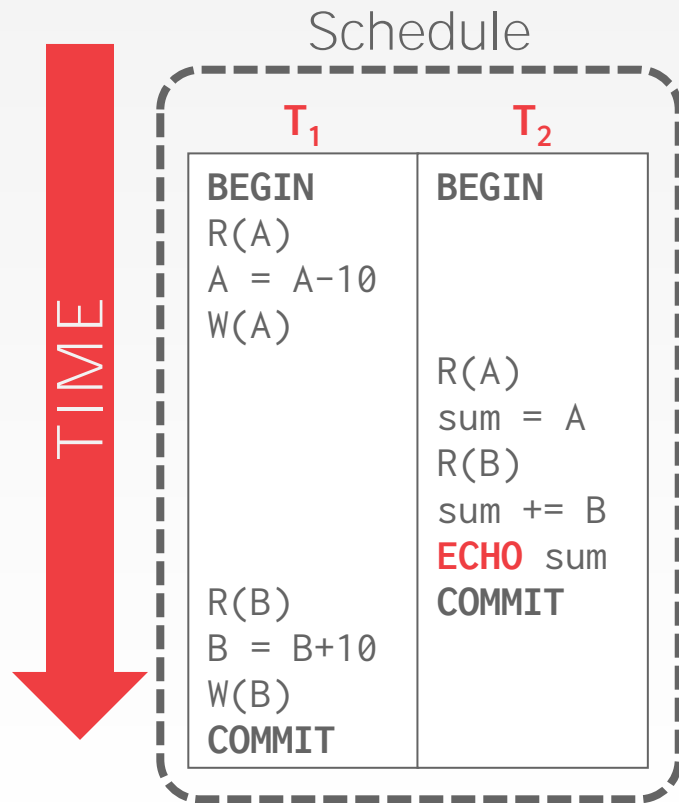 Schedule
TIME
T₁ T₂
BEGIN BEGIN
R(A)
A = A-10
W(A)
R(A)
sum = A
R(B)
sum += B
ECHO sum
R(B) COMMIT
B = B+10
W(B)
COMMIT